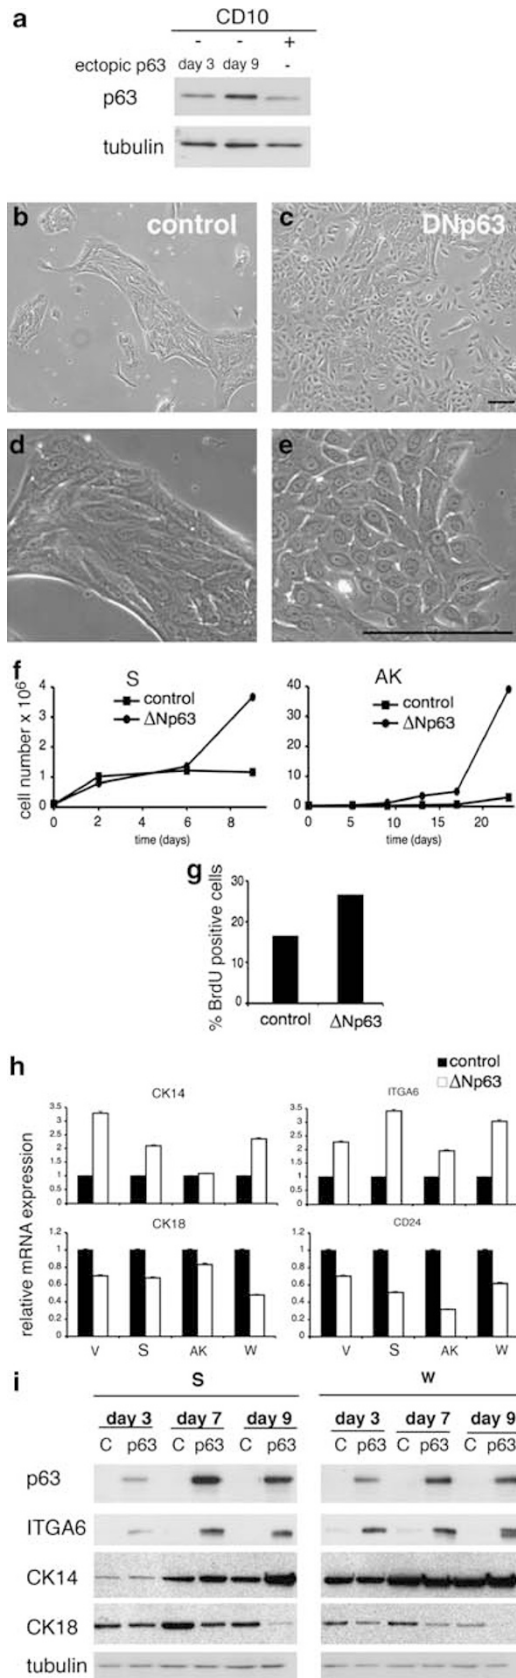 a
CD10
- - +
ectopic p63 day 3 day 9 -
p63
tubulin
b control
c DNp63
d
e
f
S
control
ΔNp63
cell number x 10⁶
4
3
2
1
0
0 2 4 6 8
time (days)
AK
control
ΔNp63
40
30
20
10
0
0 5 10 15 20
time (days)
g
% BrdU positive cells
30
20
10
0
control ΔNp63
h
control
ΔNp63
relative mRNA expression
CK14
3.5
3
2.5
2
1.5
1
0.5
0
ITGA6
3.5
3
2.5
2
1.5
1
0.5
0
CK18
1.2
1
0.8
0.6
0.4
0.2
0
V S AK W
CD24
1.2
1
0.8
0.6
0.4
0.2
0
V S AK W
i
S W
day 3 day 7 day 9 day 3 day 7 day 9
C p63 C p63 C p63 C p63 C p63 C p63
p63
ITGA6
CK14
CK18
tubulin